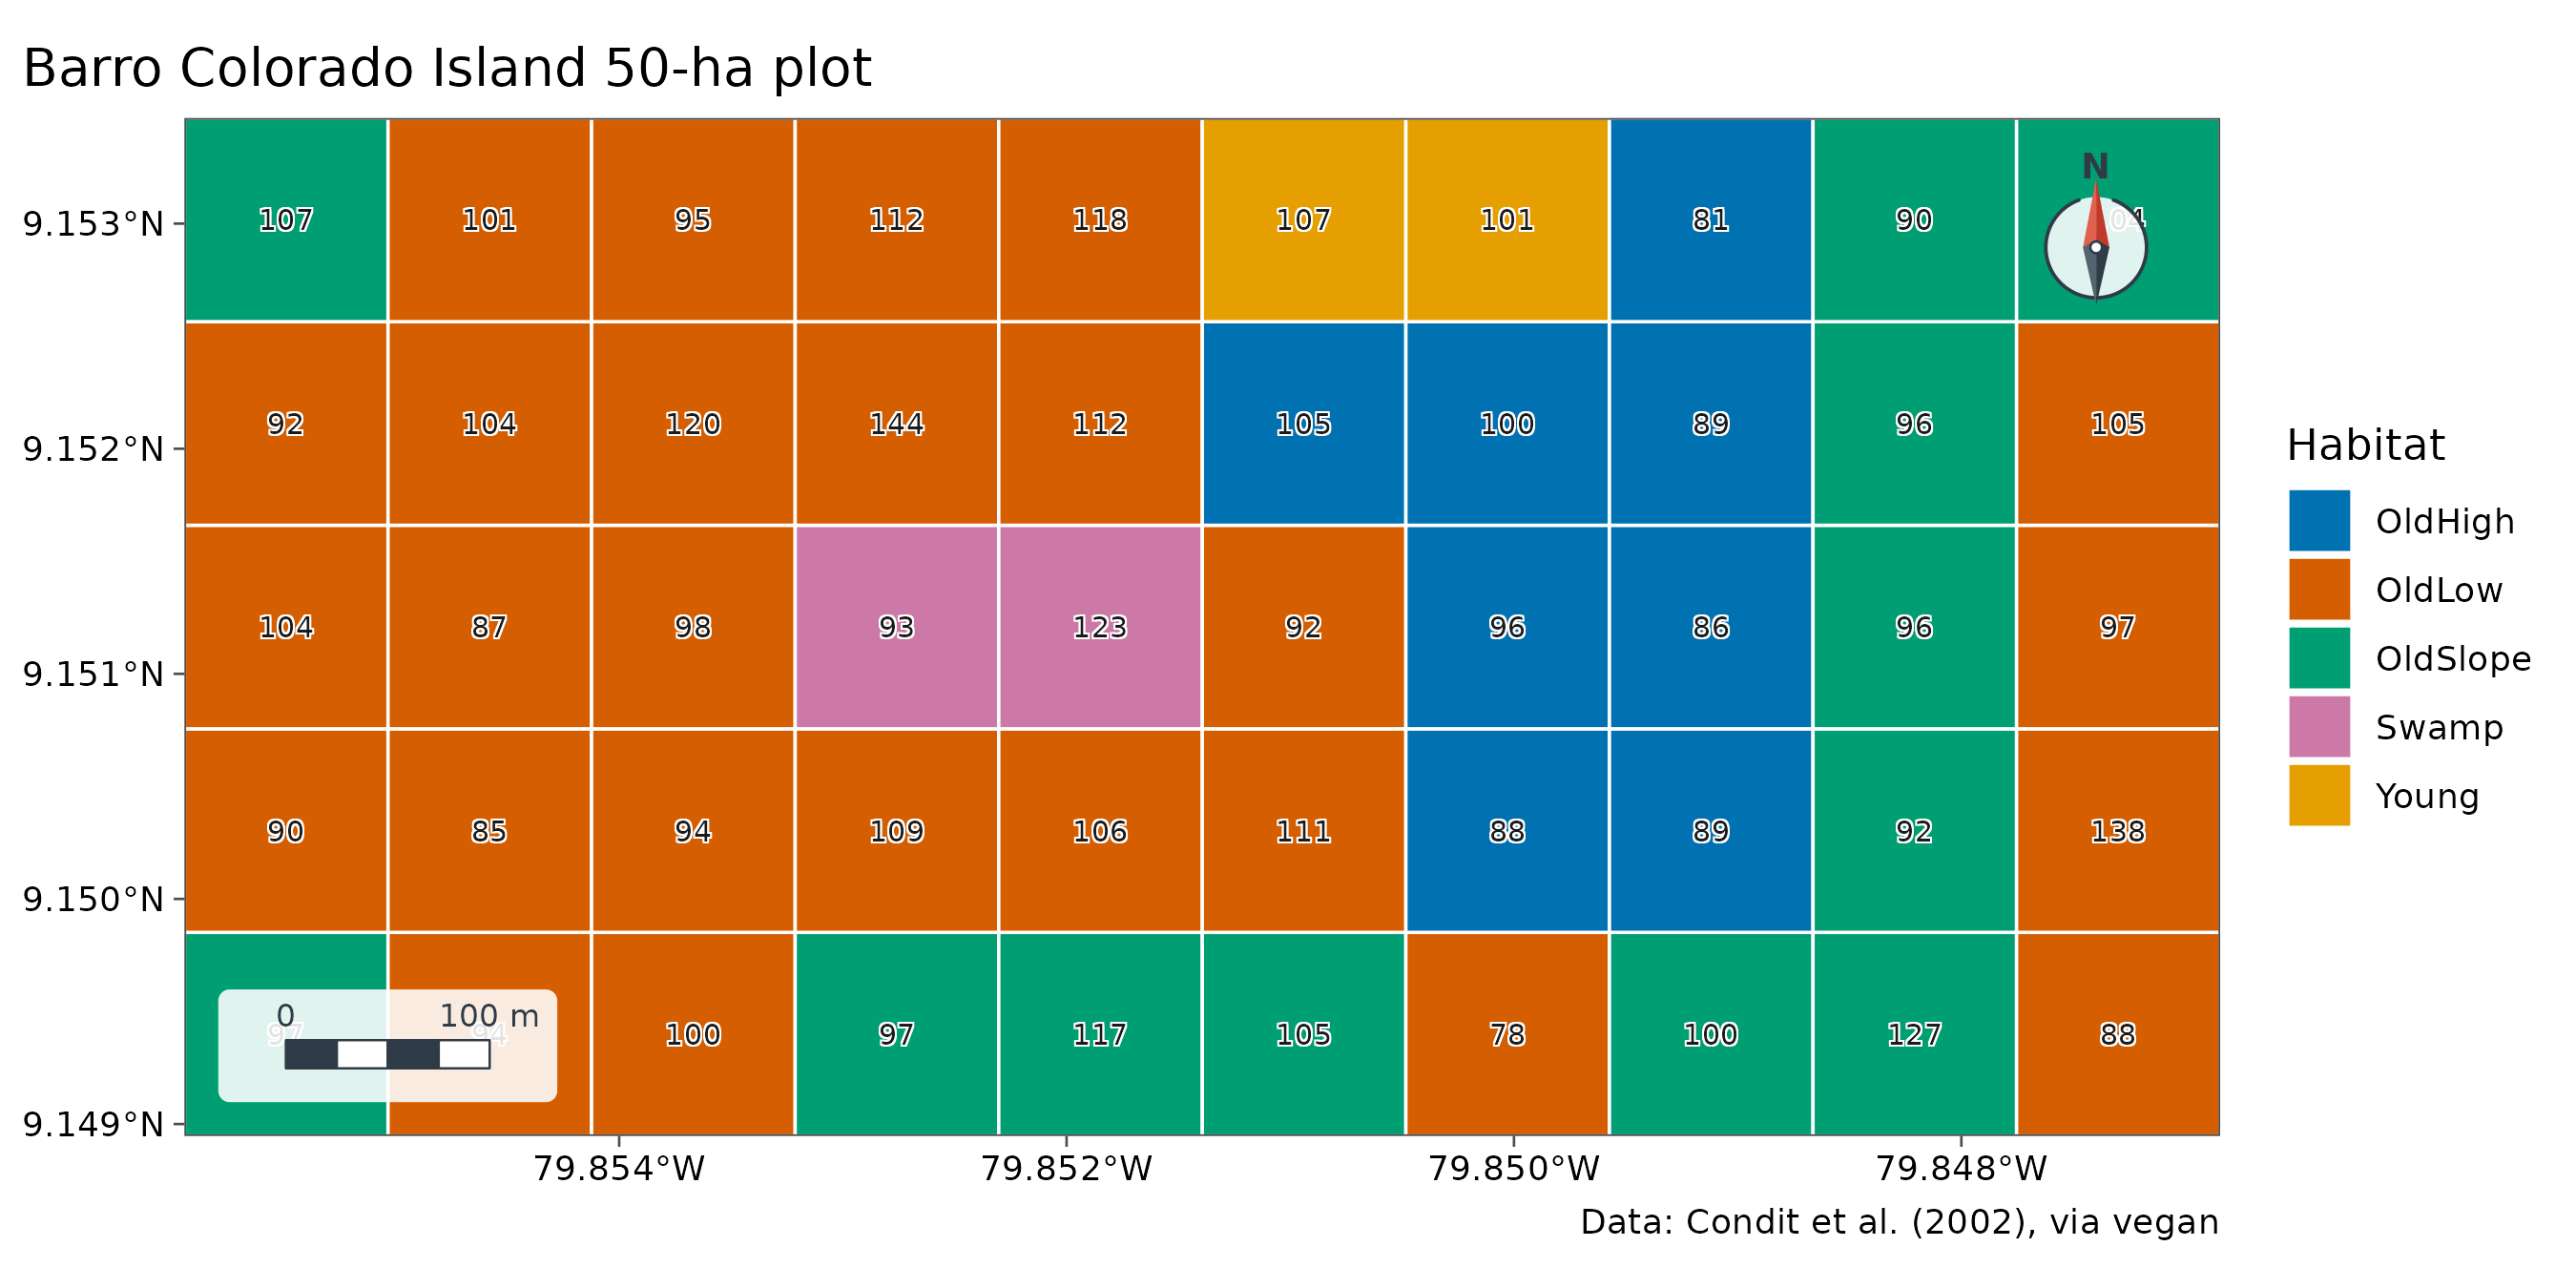 Barro Colorado Island 50-ha plot
N
9.153°N 107 101 95 112 118 107 101 81 90
9.152°N 92 104 120 144 112 105 100 89 96 105
9.151°N 104 87 98 93 123 92 96 86 96 97
9.150°N 90 85 94 109 106 111 88 89 92 138
0 100 m
97 94 100 97 117 105 78 100 127 88
9.149°N
79.854°W 79.852°W 79.850°W 79.848°W
Data: Condit et al. (2002), via vegan
Habitat
OldHigh
OldLow
OldSlope
Swamp
Young